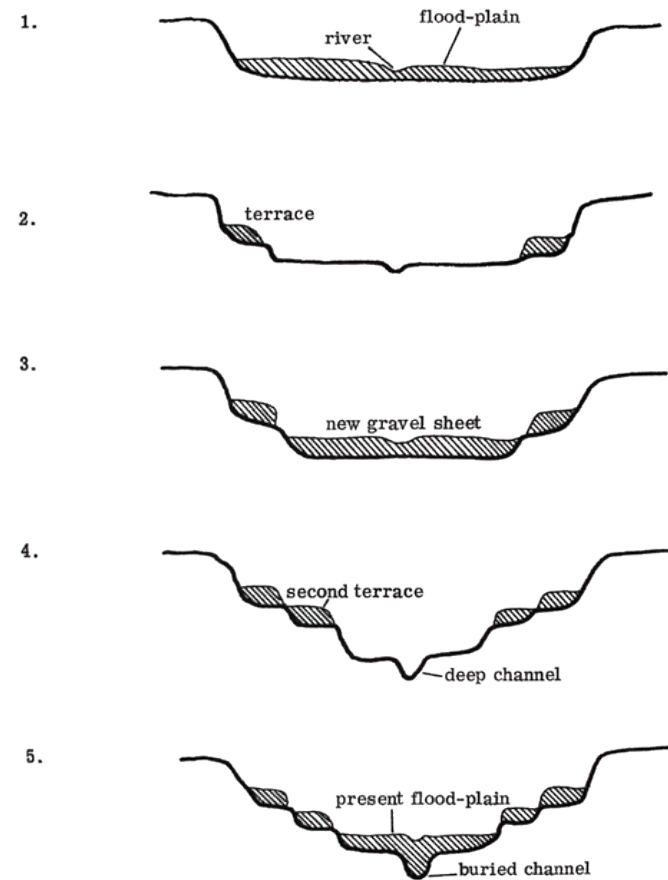 1.
river
flood-plain
2.
terrace
3.
new gravel sheet
4.
second terrace
deep channel
5.
present flood-plain
buried channel